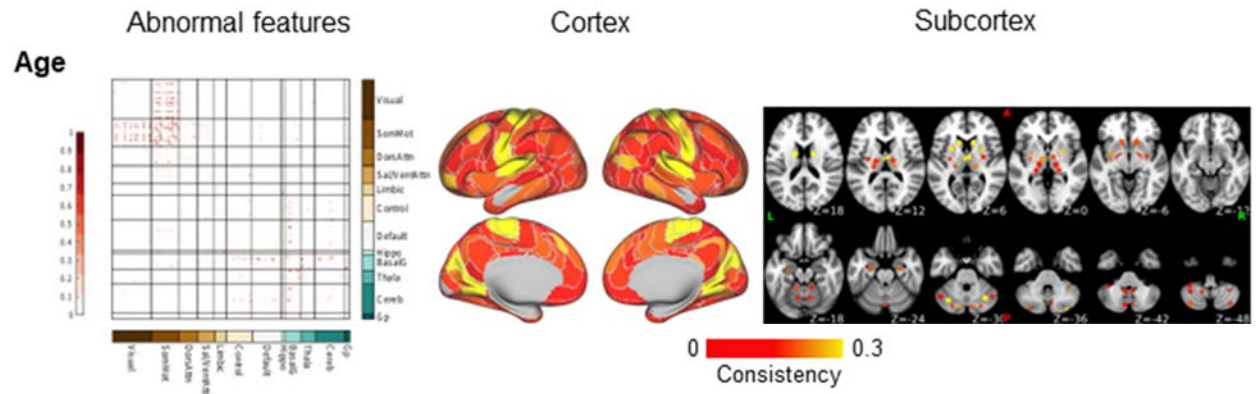 Abnormal features
Cortex
Subcortex
Age
1
0.9
0.8
0.7
0.6
0.5
0.4
0.3
0.2
0.1
0
Visual
SomMot
DorsAttn
Sal/VentAttn
Limbic
Control
Default
Hippo
BasalG
Thala
Cereb
Gp
Visual
SomMot
DorsAttn
Sal/VentAttn
Limbic
Control
Default
Hippo
BasalG
Thala
Cereb
Gp
A
L
R
P
Z=18
Z=12
Z=6
Z=0
Z=-6
Z=-12
Z=-18
Z=-24
Z=-30
Z=-36
Z=-42
Z=-48
0
0.3
Consistency